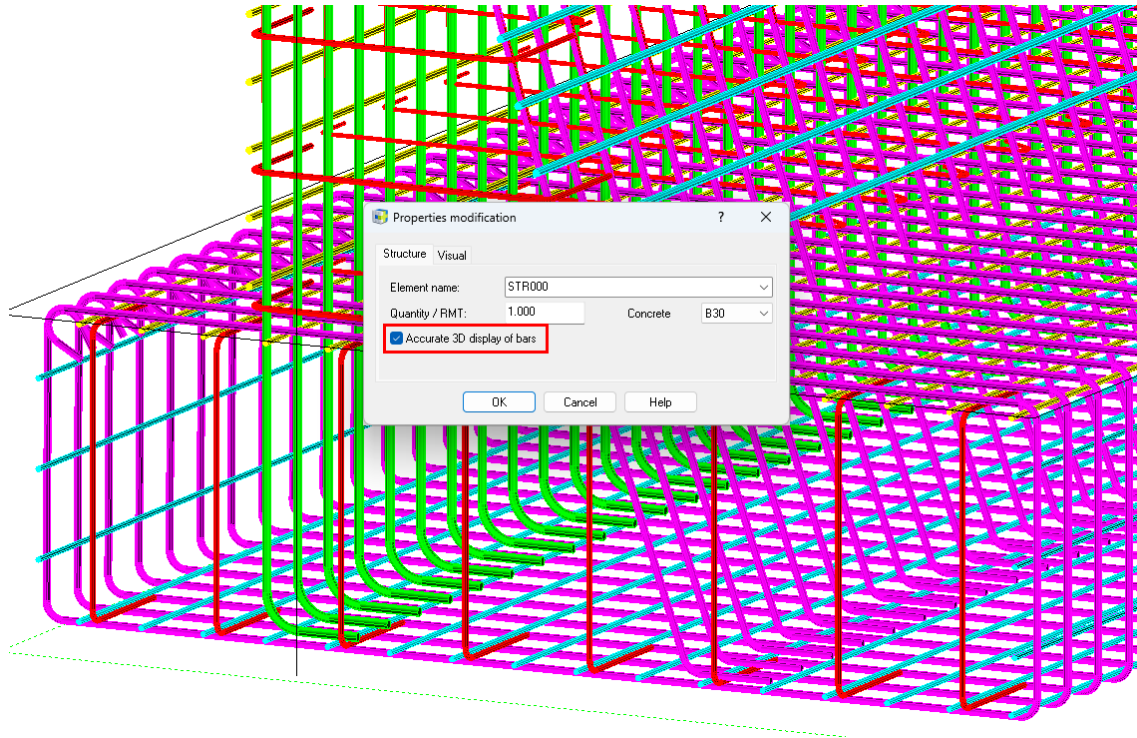 Properties modification ?
Structure Visual
Element name: STR000
Quantity / RMT: 1.000 Concrete B30
Accurate 3D display of bars
OK Cancel Help